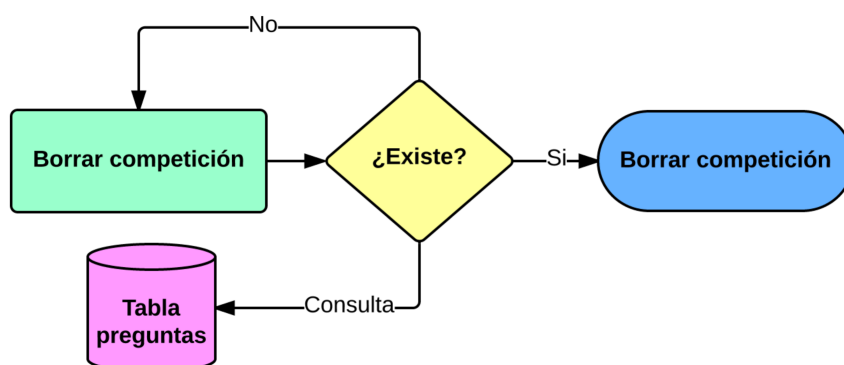 No
Borrar competición
¿Existe?
Si
Borrar competición
Consulta
Tabla
preguntas